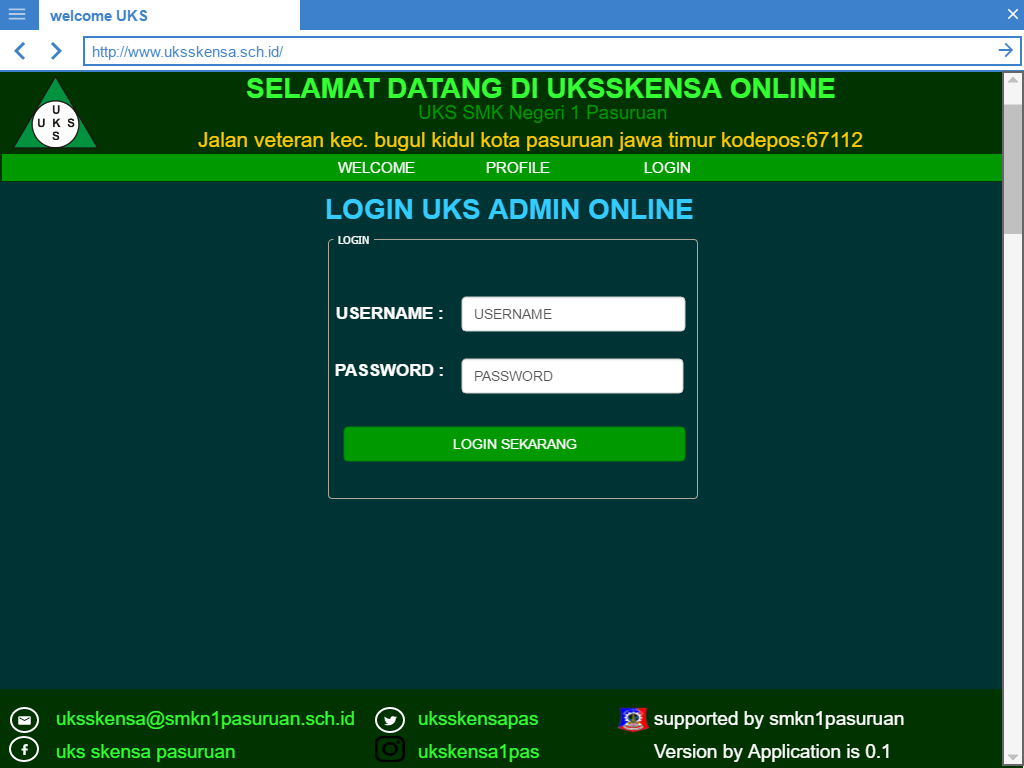 welcome UKS
http://www.uksskensa.sch.id/
SELAMAT DATANG DI UKSSKENSA ONLINE
UKS SMK Negeri 1 Pasuruan
Jalan veteran kec. bugul kidul kota pasuruan jawa timur kodepos:67112
U
U K S
S
WELCOME PROFILE LOGIN
LOGIN UKS ADMIN ONLINE
LOGIN
USERNAME : USERNAME
PASSWORD : PASSWORD
LOGIN SEKARANG
uksskensa@smkn1pasuruan.sch.id uksskensapas supported by smkn1pasuruan
uks skensa pasuruan ukskensa1pas Version by Application is 0.1